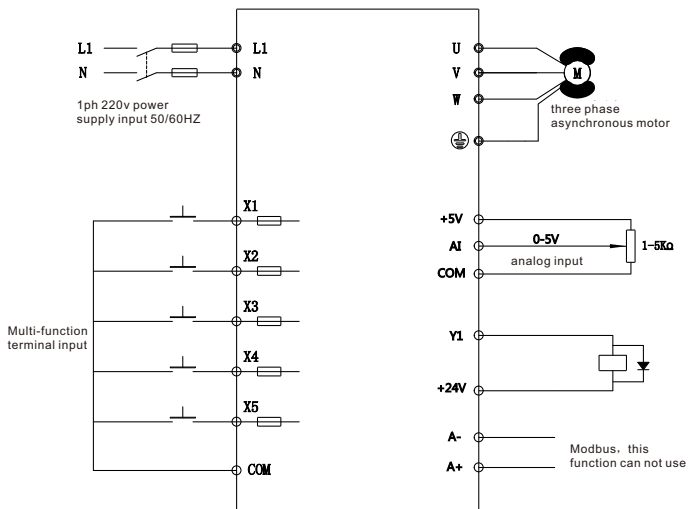 L1
L1
N
N
1ph 220v power
supply input 50/60HZ
U
V
W
M
three phase
asynchronous motor
X1
X2
X3
X4
X5
COM
Multi-function
terminal input
+5V
AI
COM
0-5V
analog input
1-5KΩ
Y1
+24V
A-
A+
Modbus, this
function can not use